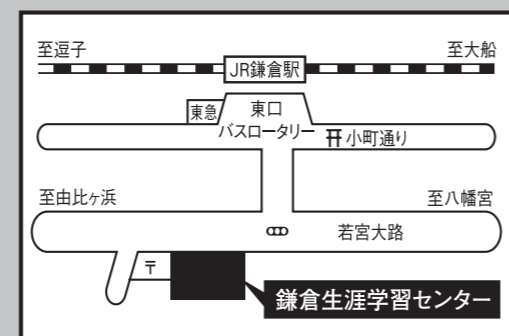 至逗子
至大船
JR鎌倉駅
東急
東口
バスロータリー
小町通り
至由比ヶ浜
至八幡宮
若宮大路
〒
鎌倉生涯学習センター